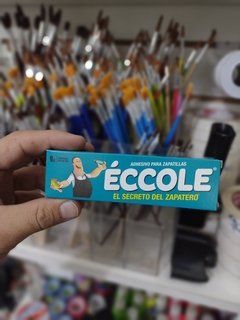 ADHESIVO PARA ZAPATILLAS
ÉCCOLE®
EL SECRETO DEL ZAPATERO